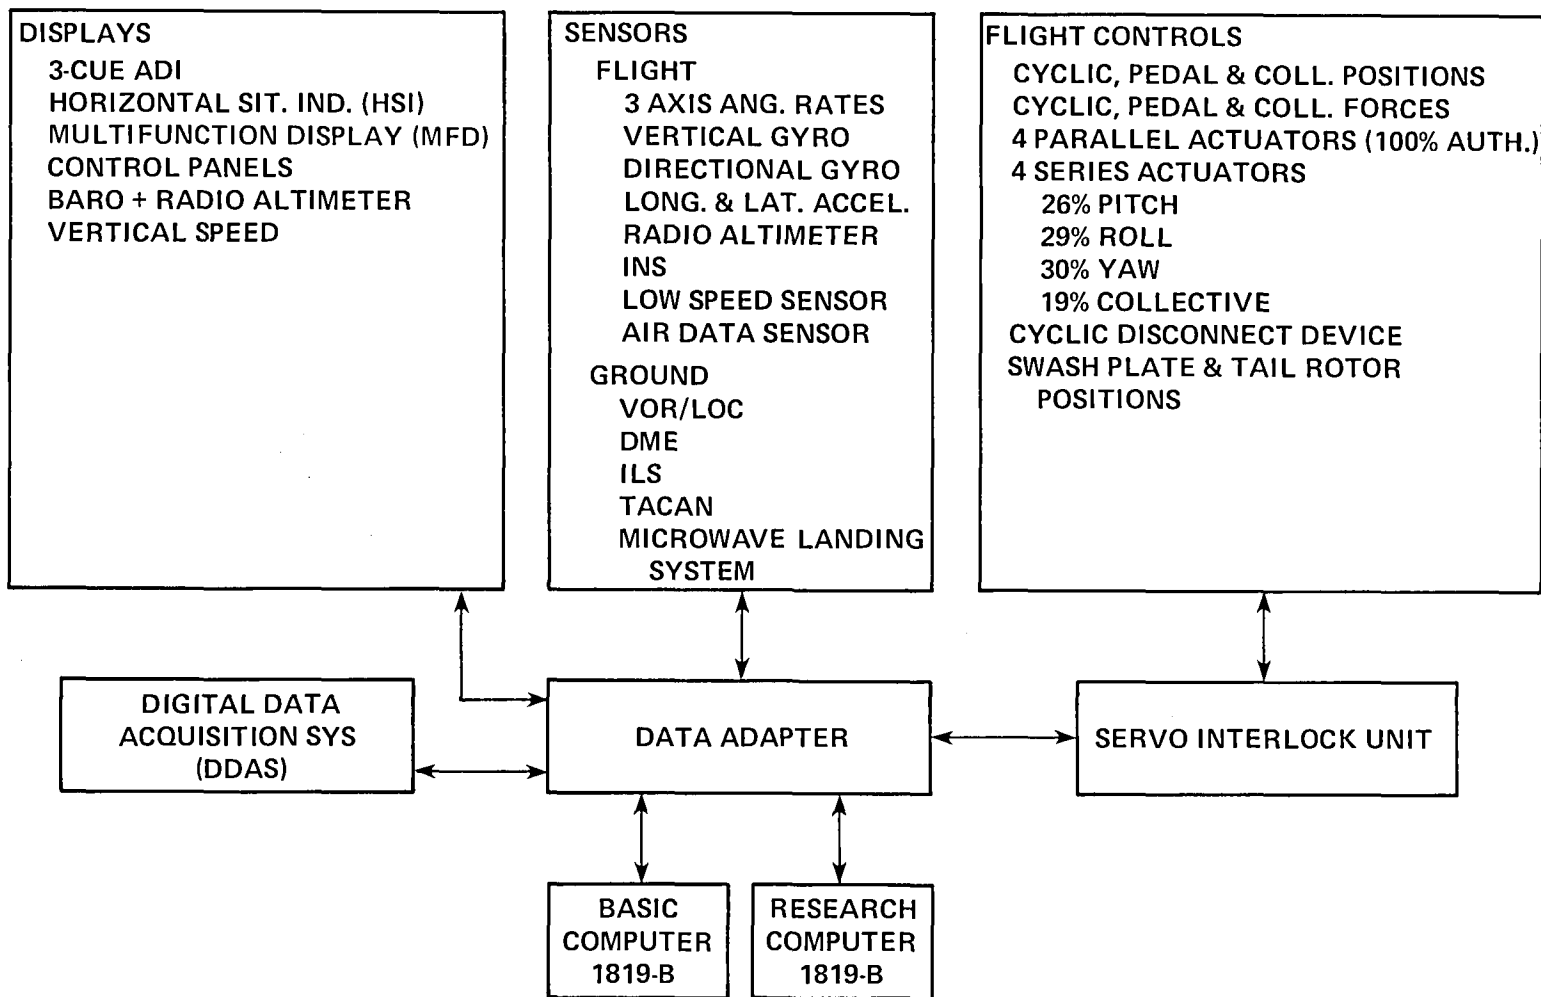 DISPLAYS
3-CUE ADI
HORIZONTAL SIT. IND. (HSI)
MULTIFUNCTION DISPLAY (MFD)
CONTROL PANELS
BARO + RADIO ALTIMETER
VERTICAL SPEED
SENSORS
FLIGHT
3 AXIS ANG. RATES
VERTICAL GYRO
DIRECTIONAL GYRO
LONG. & LAT. ACCEL.
RADIO ALTIMETER
INS
LOW SPEED SENSOR
AIR DATA SENSOR
GROUND
VOR/LOC
DME
ILS
TACAN
MICROWAVE LANDING
SYSTEM
FLIGHT CONTROLS
CYCLIC, PEDAL & COLL. POSITIONS
CYCLIC, PEDAL & COLL. FORCES
4 PARALLEL ACTUATORS (100% AUTH.)
4 SERIES ACTUATORS
26% PITCH
29% ROLL
30% YAW
19% COLLECTIVE
CYCLIC DISCONNECT DEVICE
SWASH PLATE & TAIL ROTOR
POSITIONS
DIGITAL DATA
ACQUISITION SYS
(DDAS)
DATA ADAPTER
SERVO INTERLOCK UNIT
BASIC
COMPUTER
1819-B
RESEARCH
COMPUTER
1819-B